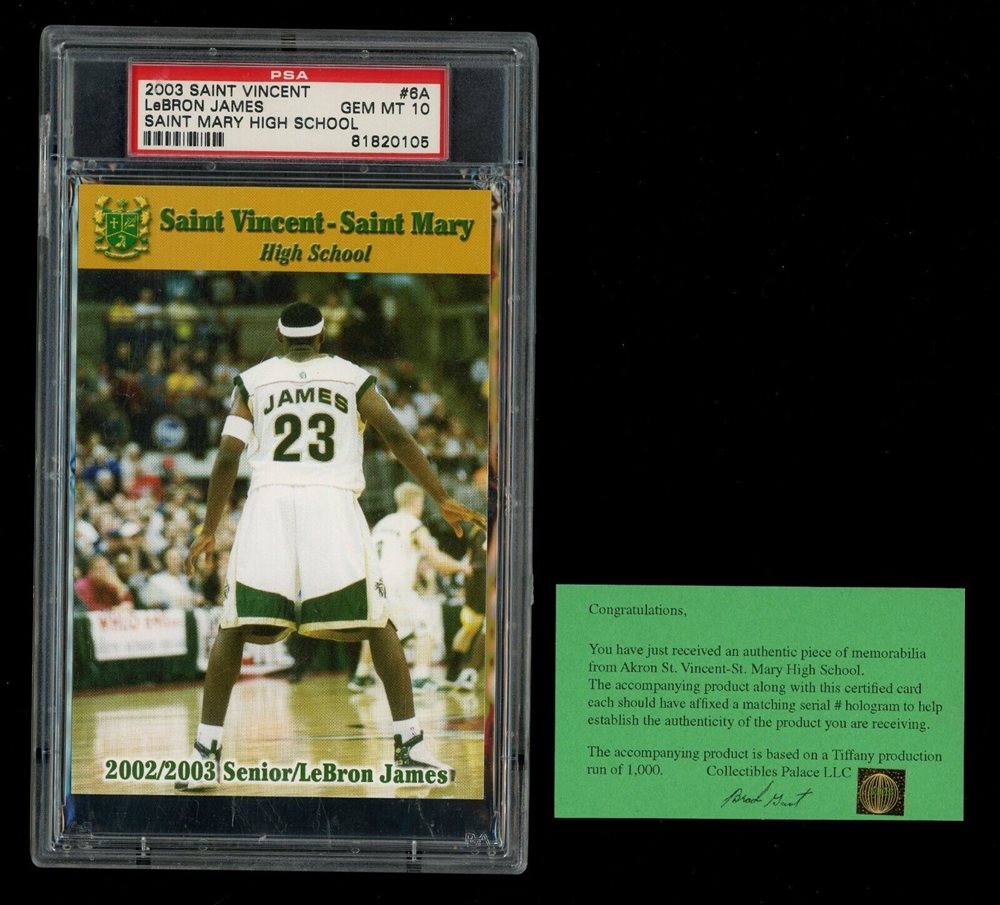 PSA
2003 SAINT VINCENT #6A
LeBRON JAMES GEM MT 10
SAINT MARY HIGH SCHOOL
81820105
Saint Vincent-Saint Mary
High School
JAMES
23
2002/2003 Senior/LeBron James
Congratulations,
You have just received an authentic piece of memorabilia
from Akron St. Vincent-St. Mary High School.
The accompanying product along with this certified card
each should have affixed a matching serial # hologram to help
establish the authenticity of the product you are receiving.
The accompanying product is based on a Tiffany production
run of 1,000. Collectibles Palace LLC